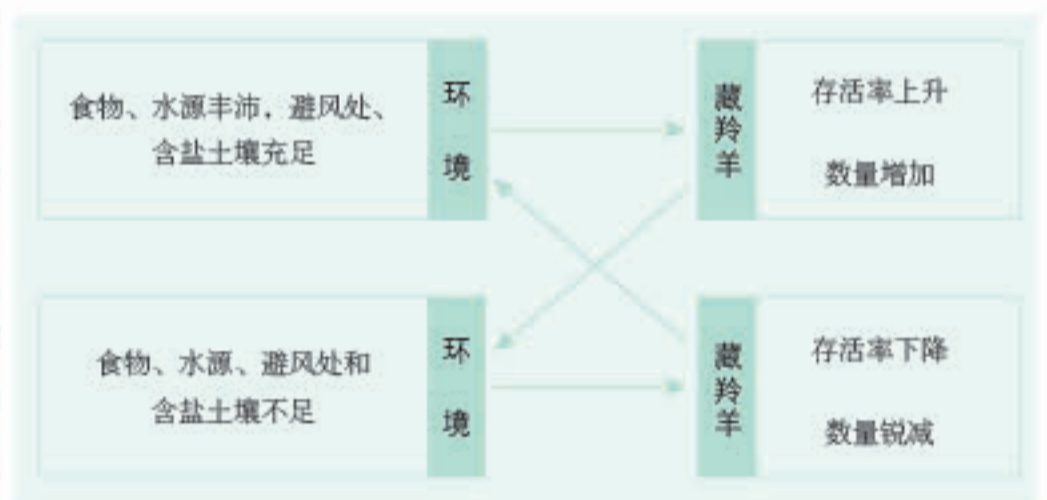 食物、水源丰沛，避风处、
含盐土壤充足
环境
藏羚羊
存活率上升
数量增加
食物、水源、避风处和
含盐土壤不足
环境
藏羚羊
存活率下降
数量锐减